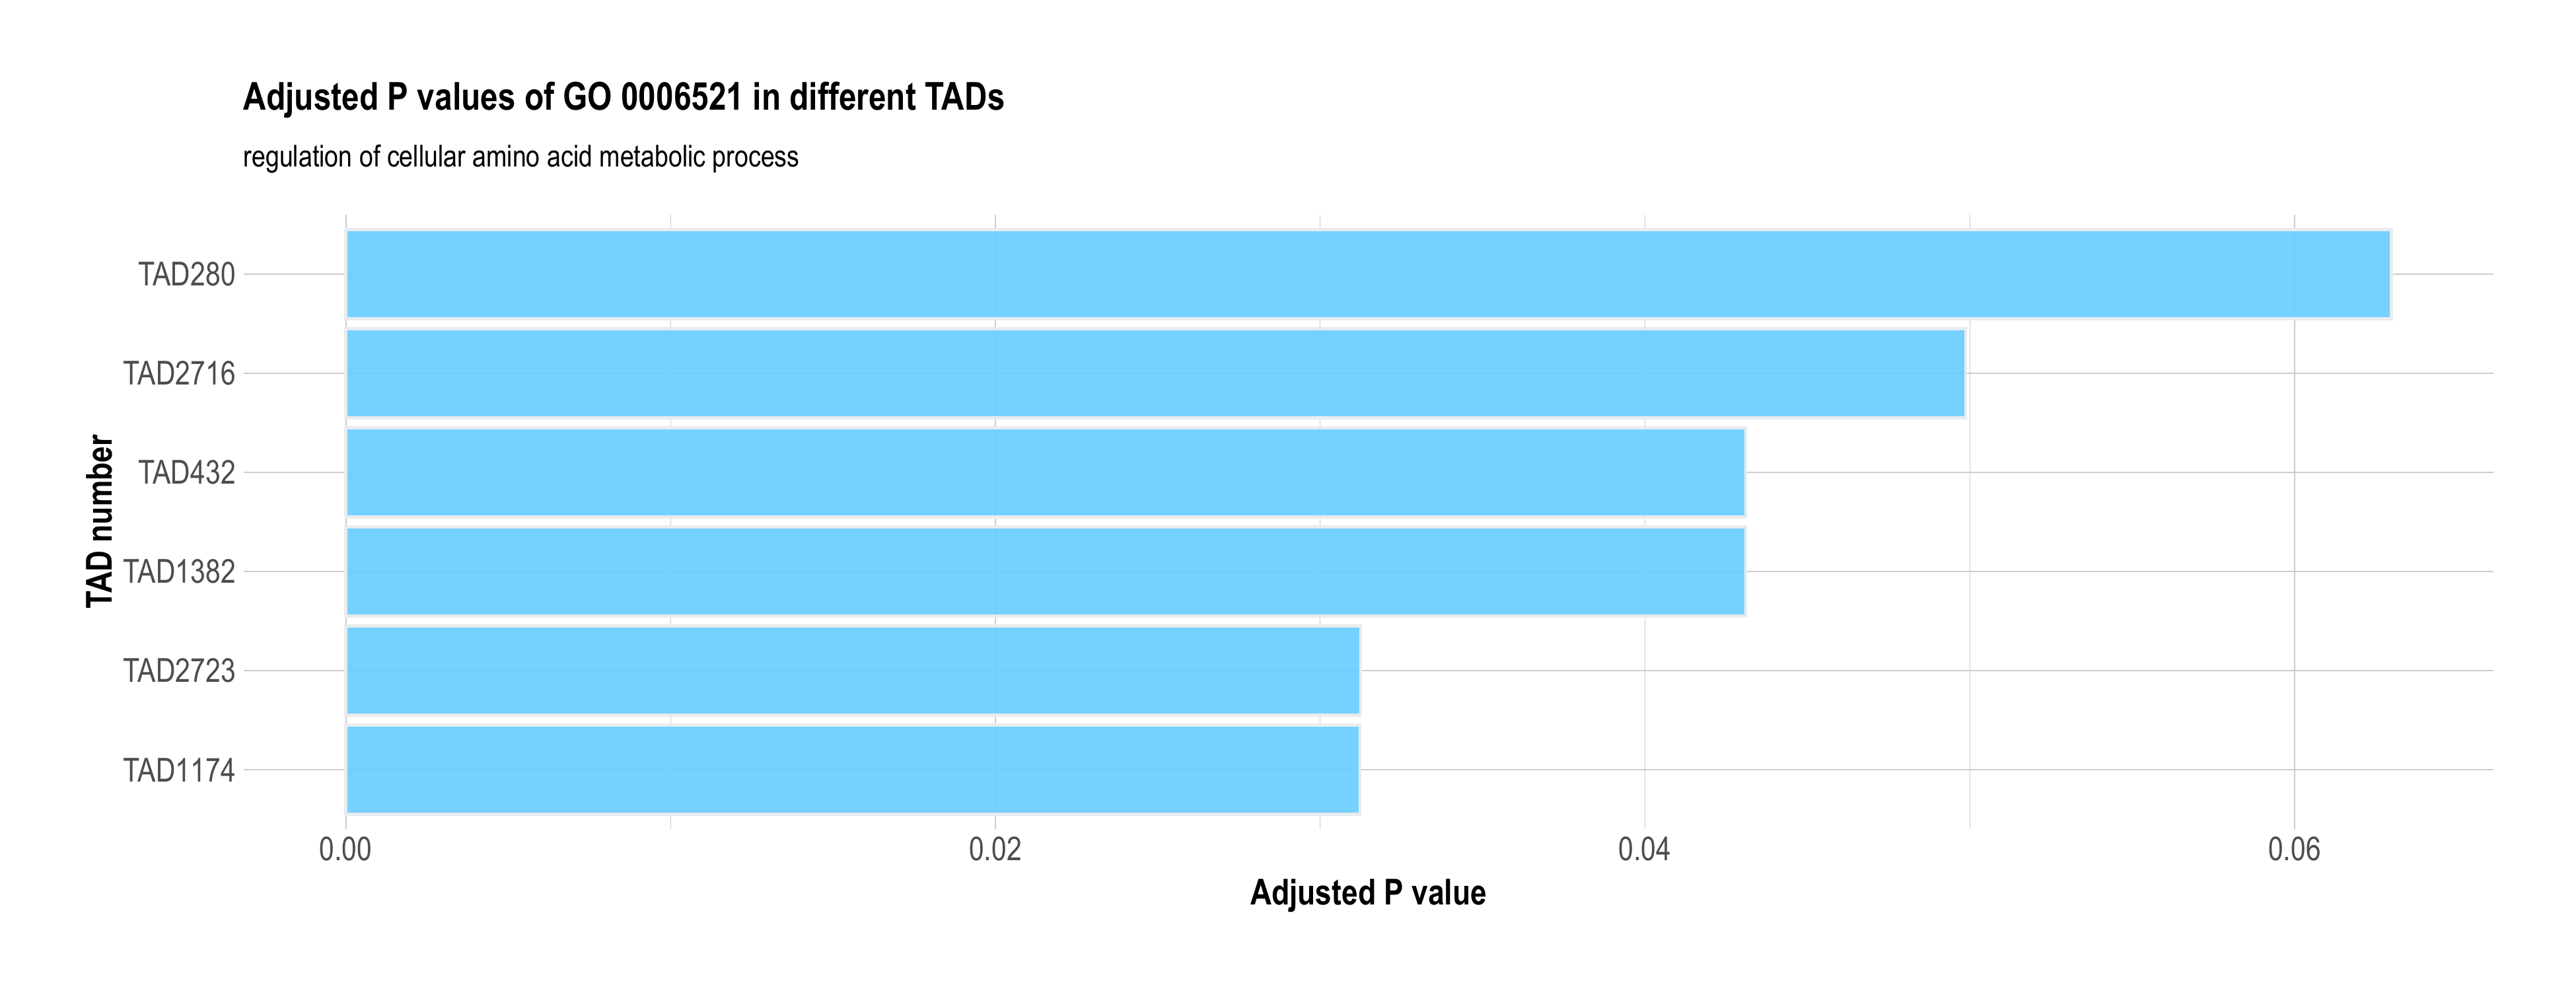 Adjusted P values of GO 0006521 in different TADs
regulation of cellular amino acid metabolic process
TAD number
TAD280
TAD2716
TAD432
TAD1382
TAD2723
TAD1174
0.00 0.02 0.04 0.06
Adjusted P value